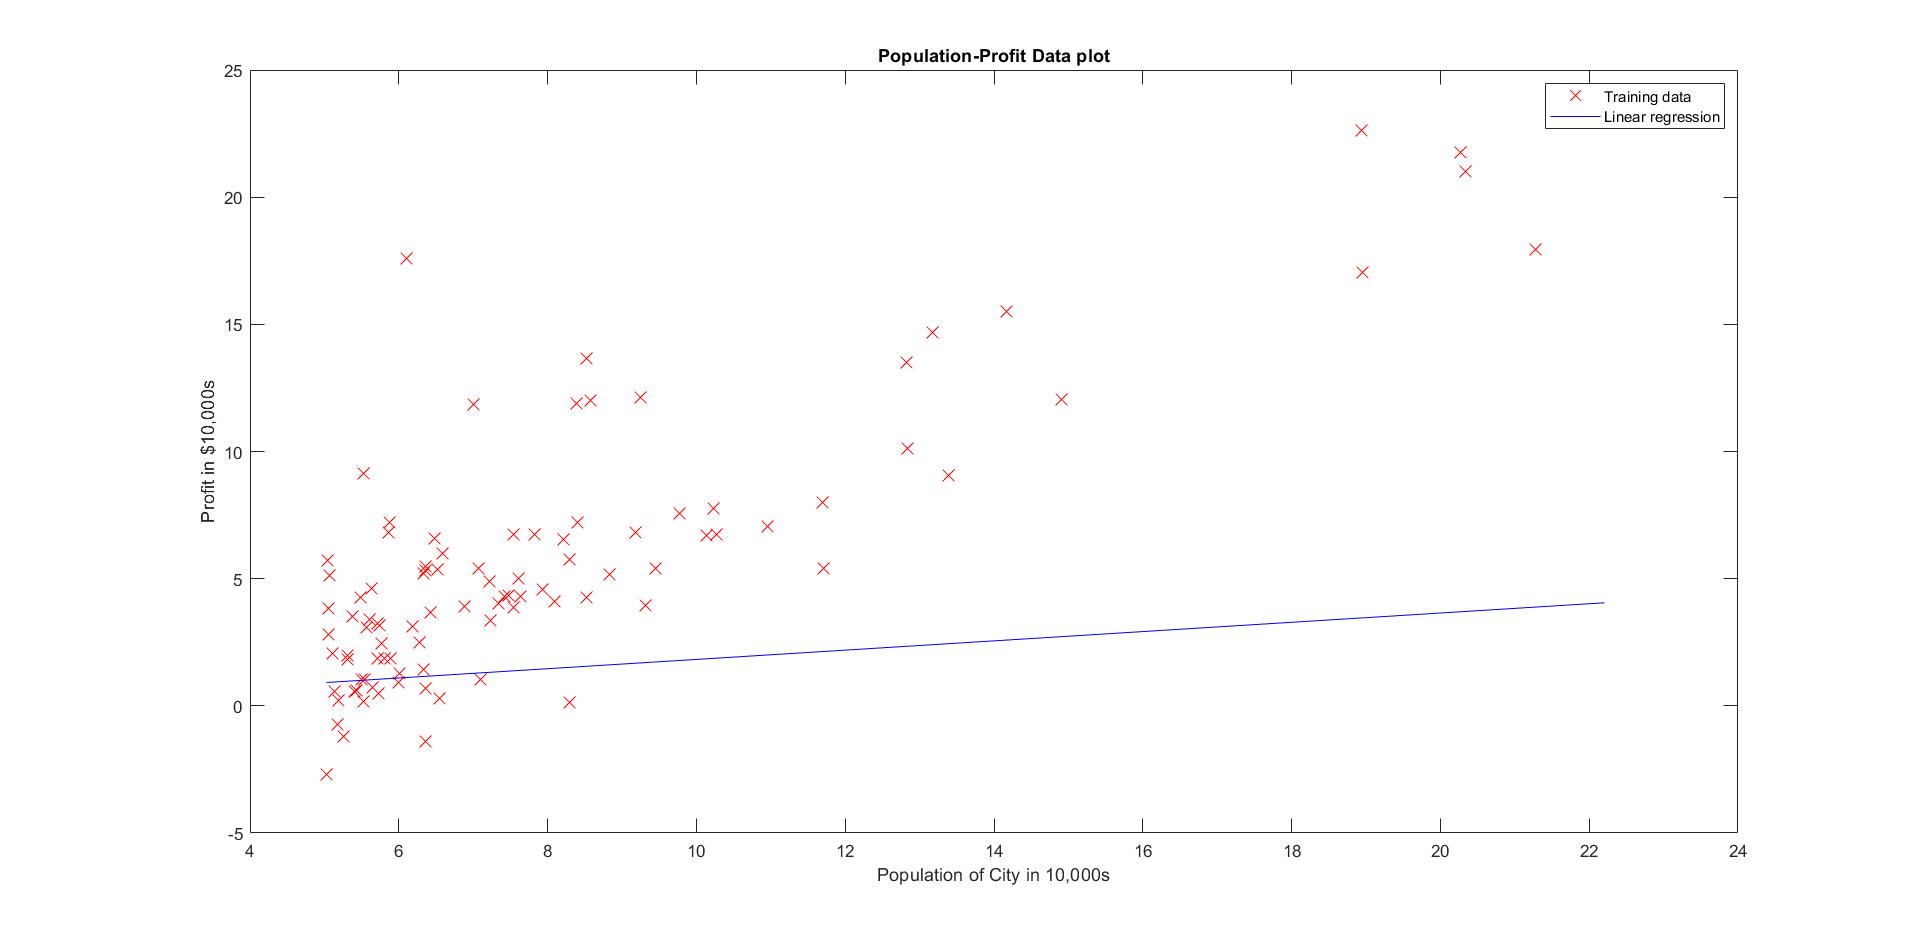 Population-Profit Data plot
25
20
15
10
5
0
-5
Profit in $10,000s
Training data
Linear regression
4 6 8 10 12 14 16 18 20 22 24
Population of City in 10,000s